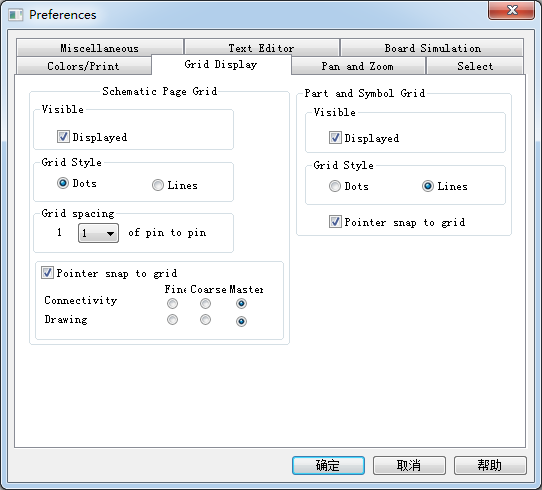 Preferences
Miscellaneous Text Editor Board Simulation
Colors/Print Grid Display Pan and Zoom Select
Schematic Page Grid
Visible
Displayed
Grid Style
Dots Lines
Grid spacing
1 1 of pin to pin
Pointer snap to grid
Fine Coarse Master
Connectivity
Drawing
Part and Symbol Grid
Visible
Displayed
Grid Style
Dots Lines
Pointer snap to grid
确定 取消 帮助